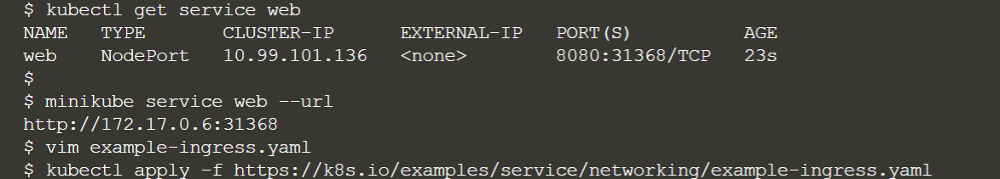 $ kubectl get service web
NAME   TYPE       CLUSTER-IP      EXTERNAL-IP   PORT(S)          AGE
web    NodePort   10.99.101.136   <none>        8080:31368/TCP   23s
$
$ minikube service web --url
http://172.17.0.6:31368
$ vim example-ingress.yaml
$ kubectl apply -f https://k8s.io/examples/service/networking/example-ingress.yaml